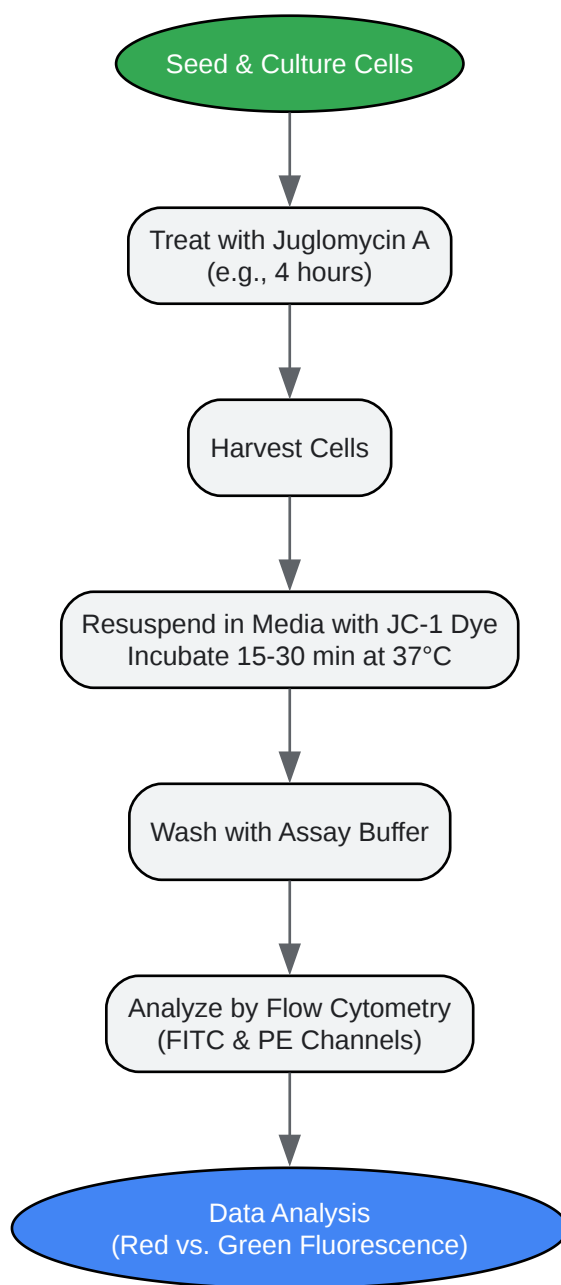 Seed & Culture Cells
Treat with Juglomycin A
(e.g., 4 hours)
Harvest Cells
Resuspend in Media with JC-1 Dye
Incubate 15-30 min at 37°C
Wash with Assay Buffer
Analyze by Flow Cytometry
(FITC & PE Channels)
Data Analysis
(Red vs. Green Fluorescence)